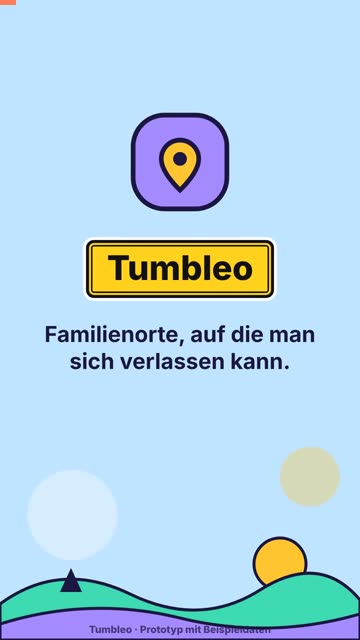 Tumbleo
Familienorte, auf die man
sich verlassen kann.
Tumbleo · Prototyp mit Beispieldaten